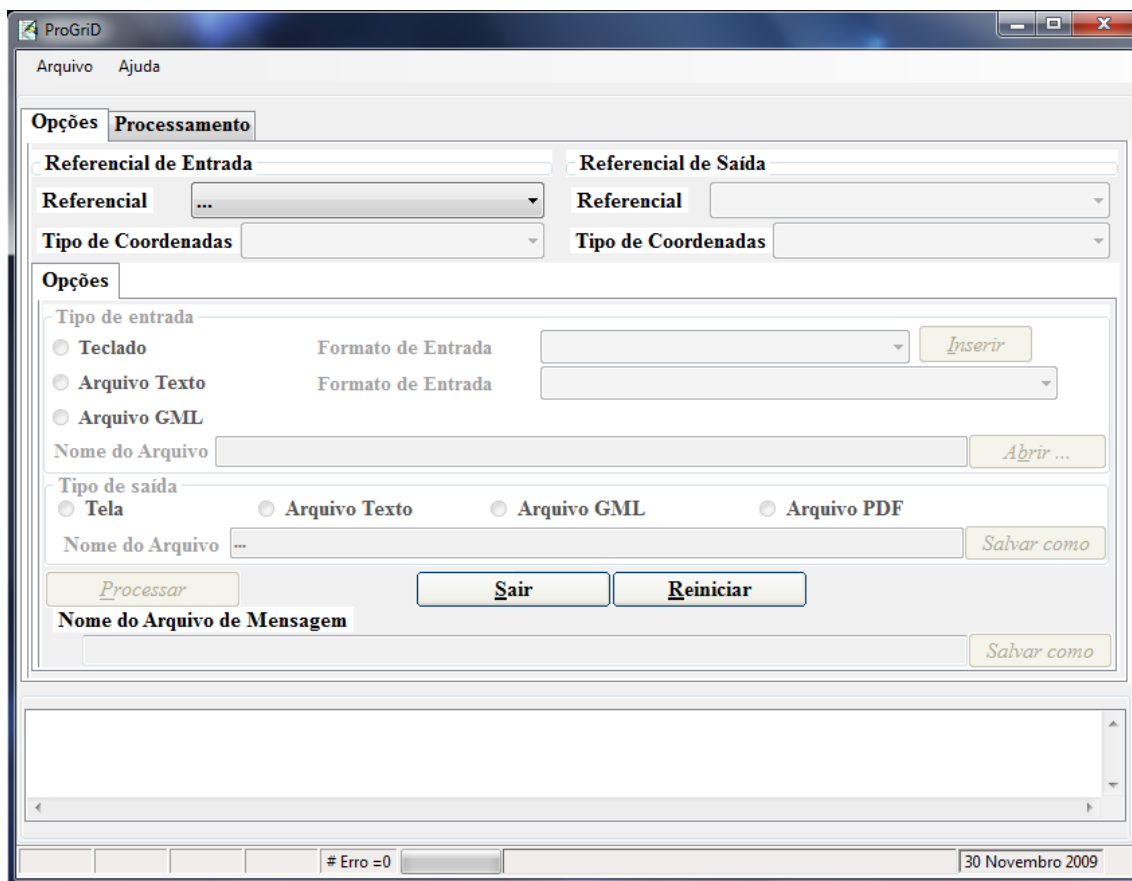 ProGriD
Arquivo Ajuda
Opções Processamento
Referencial de Entrada Referencial de Saída
Referencial ... Referencial
Tipo de Coordenadas Tipo de Coordenadas
Opções
Tipo de entrada
Teclado Formato de Entrada Inserir
Arquivo Texto Formato de Entrada
Arquivo GML
Nome do Arquivo Abrir ...
Tipo de saída
Tela Arquivo Texto Arquivo GML Arquivo PDF
Nome do Arquivo ... Salvar como
Processar Sair Reiniciar
Nome do Arquivo de Mensagem
Salvar como
# Erro =0 30 Novembro 2009